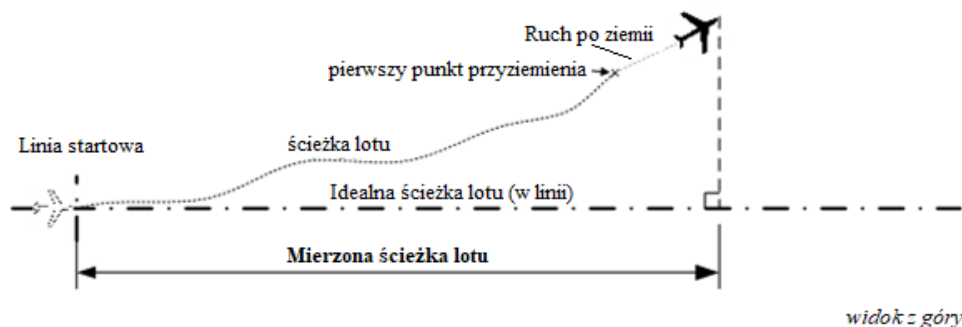 Ruch po ziemii
pierwszy punkt przyziemienia
Linia startowa
ścieżka lotu
Idealna ścieżka lotu (w linii)
Mierzona ścieżka lotu
widok z góry